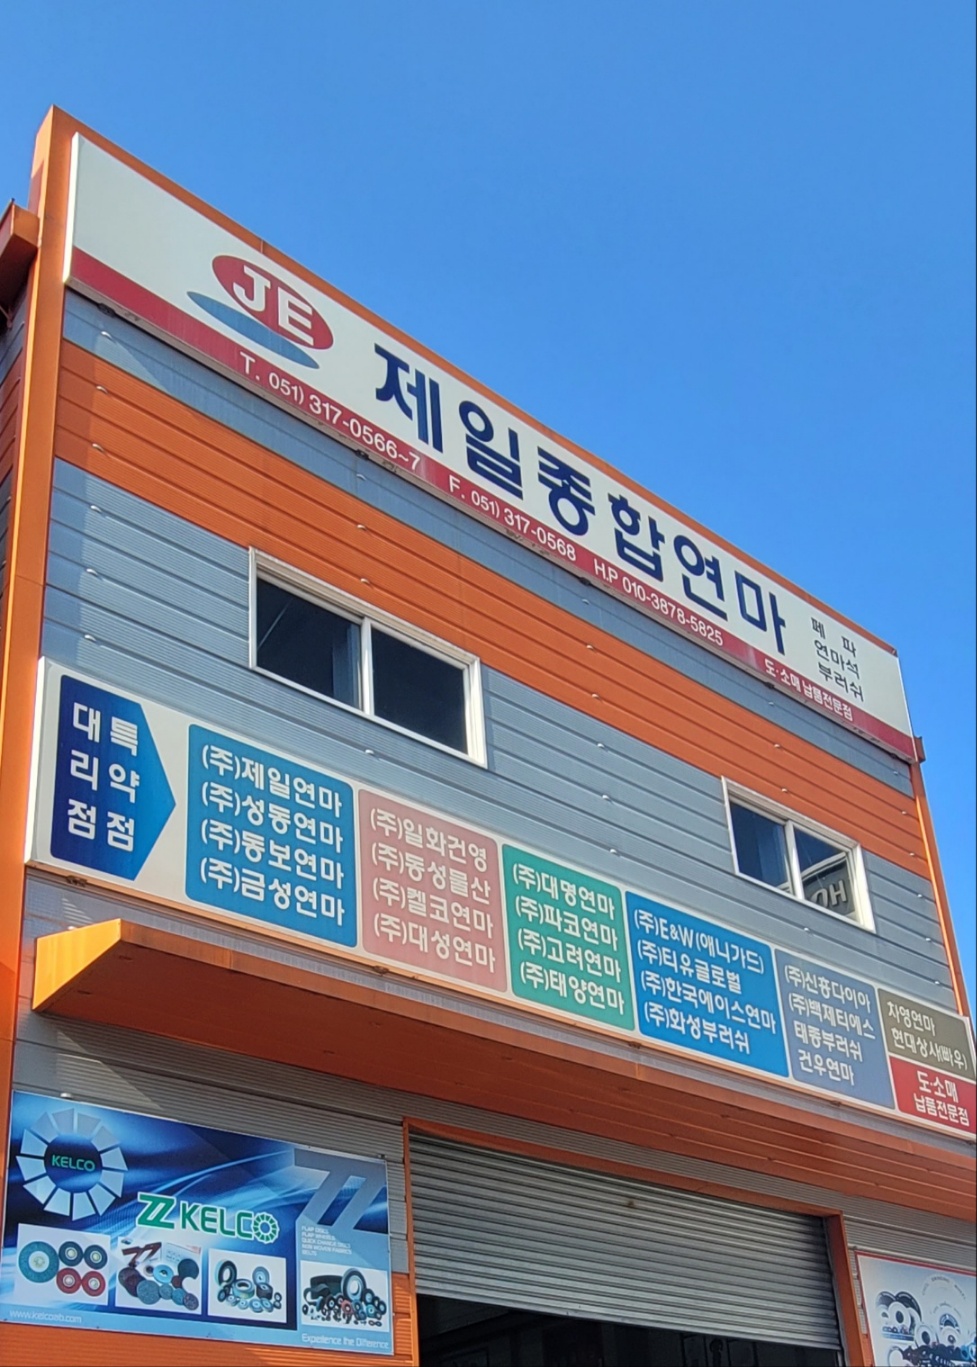 JE
제일종합연마
페 파
연마석
부러쉬
T. 051) 317-0566~7 F. 051) 317-0568 H.P 010-3878-5825 도·소매 납품전문점
특약점
대리점
(주)제일연마
(주)성동연마
(주)동보연마
(주)금성연마
(주)일화건영
(주)동성물산
(주)켈코연마
(주)대성연마
(주)대명연마
(주)파코연마
(주)고려연마
(주)태양연마
(주)E&W(애니가드)
(주)티유글로벌
(주)한국에이스연마
(주)화성부러쉬
(주)신흥다이아
(주)백제티에스
태종부러쉬
건우연마
차영연마
현대상사(빠우)
도·소매
납품전문점
KELCO
KELCO
Experience the Difference